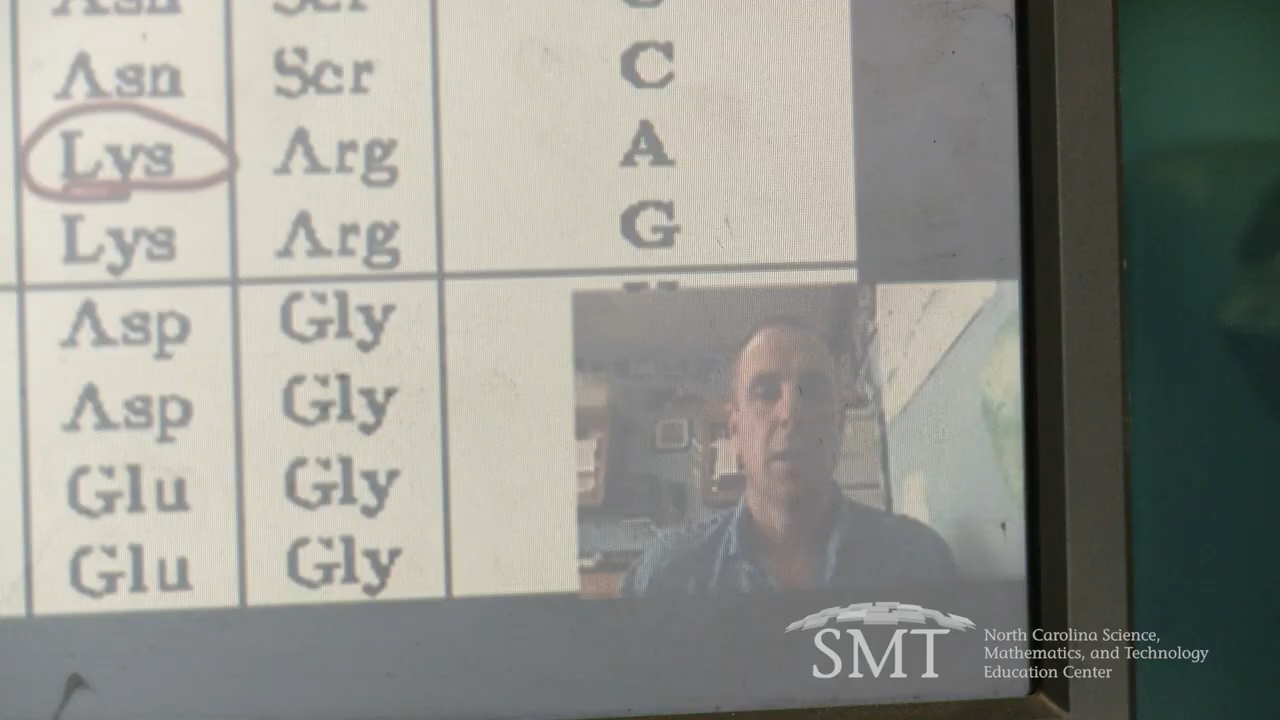 Asn Ser C
Lys Arg A
Lys Arg G
Asp Gly
Asp Gly
Glu Gly
Glu Gly
SMT
North Carolina Science,
Mathematics, and Technology
Education Center